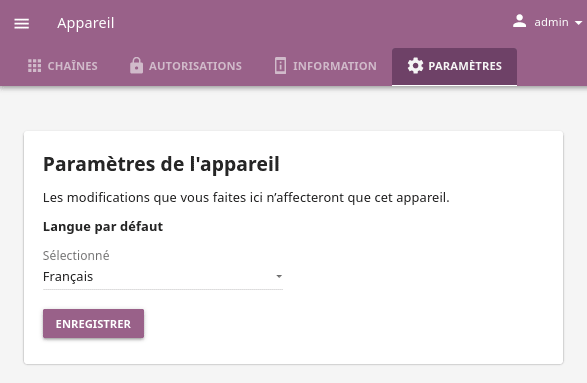 Appareil
admin
CHAÎNES
AUTORISATIONS
INFORMATION
PARAMÈTRES
Paramètres de l'appareil
Les modifications que vous faites ici n’affecteront que cet appareil.
Langue par défaut
Sélectionné
Français
ENREGISTRER